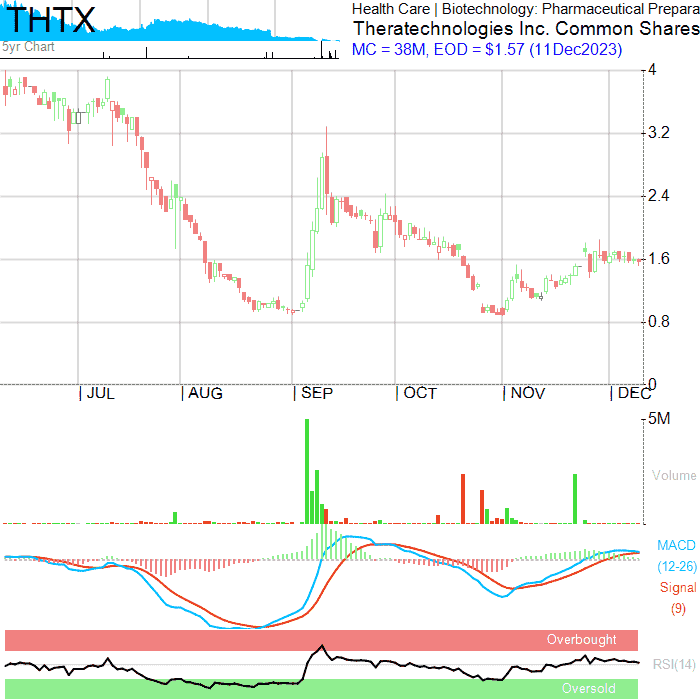 THTX
5yr Chart
Health Care | Biotechnology: Pharmaceutical Prepara
Theratechnologies Inc. Common Shares
MC = 38M, EOD = $1.57 (11Dec2023)
4
3.2
2.4
1.6
0.8
0
| JUL | AUG | SEP | OCT | NOV | DEC
5M
Volume
MACD
(12-26)
Signal
(9)
Overbought
RSI(14)
Oversold